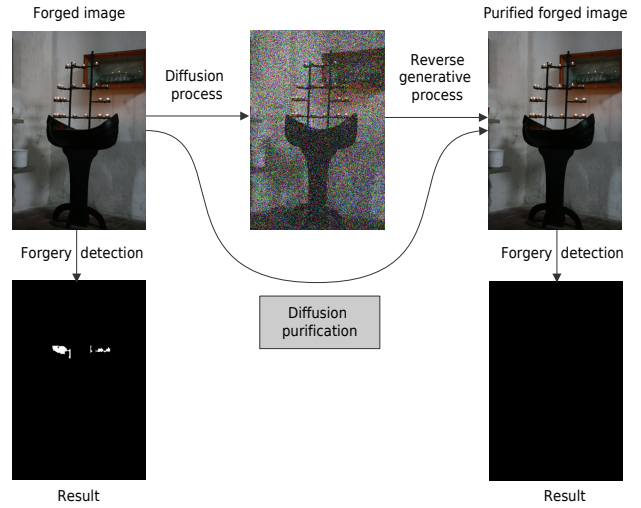 Forged image
Purified forged image
Diffusion
process
Reverse
generative
process
Forgery detection
Forgery detection
Diffusion
purification
Result
Result